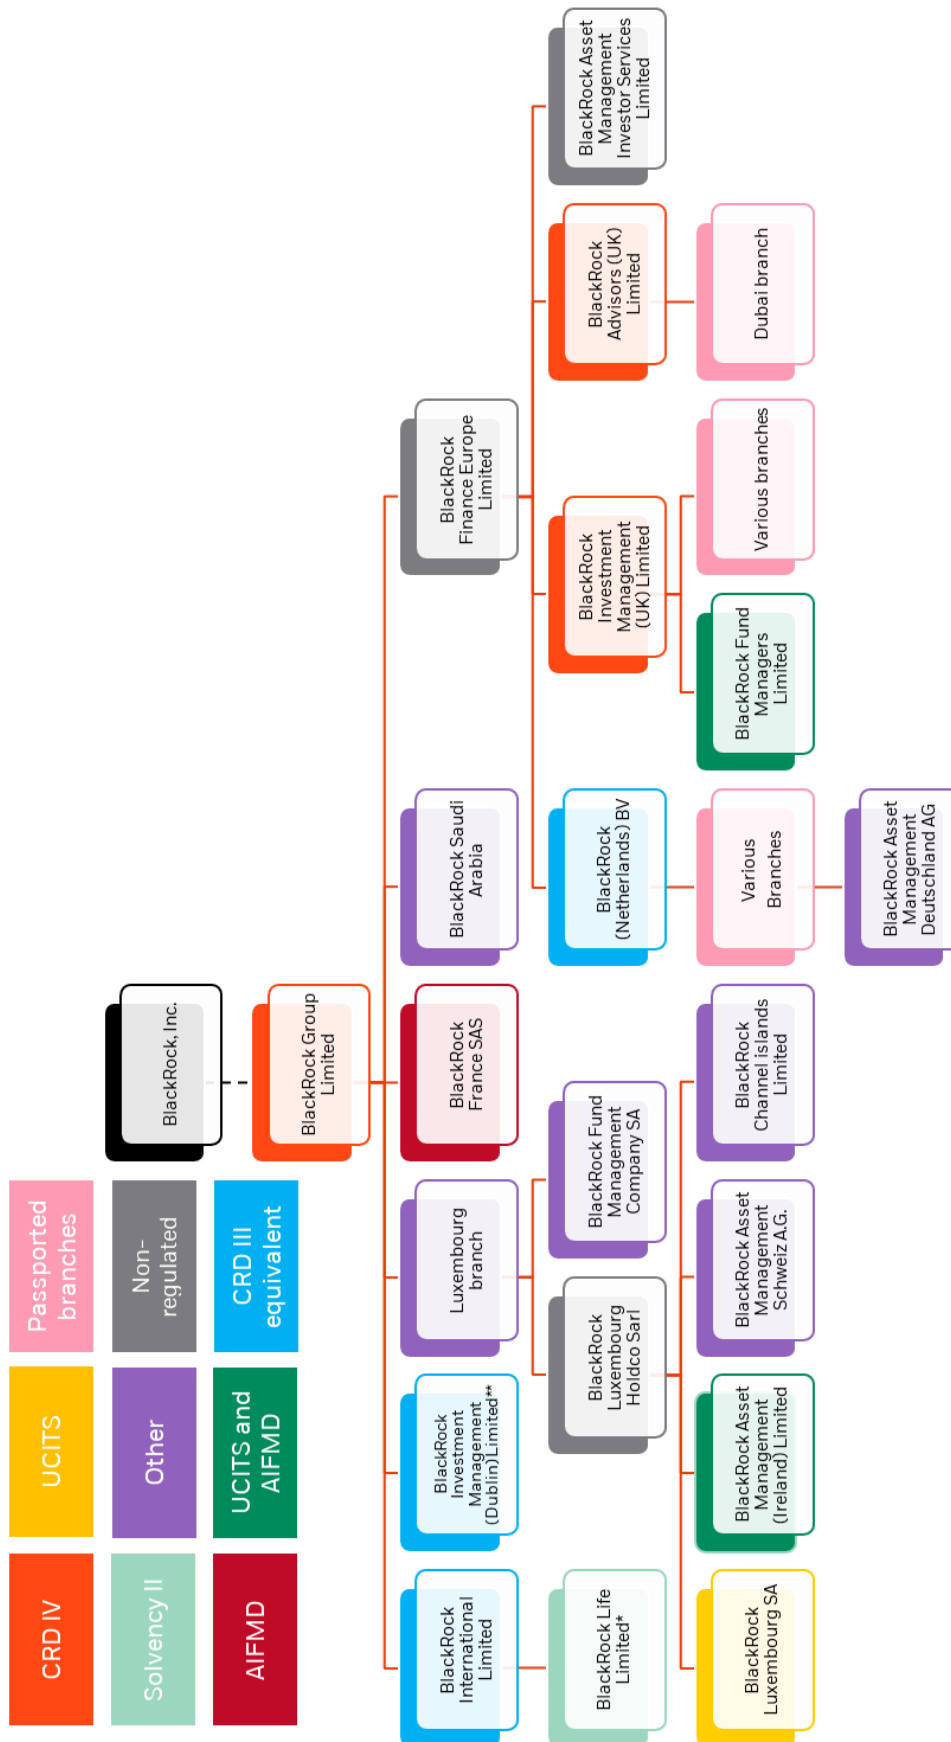 CRD IV
UCITS
Passported
branches
Solvency II
Other
Non-
regulated
AIFMD
UCITS and
AIFMD
CRD III
equivalent
BlackRock, Inc.
BlackRock Group
Limited
BlackRock
International
Limited
BlackRock
Investment
Management
(Dublin)Limited**
Luxembourg
branch
BlackRock
France SAS
BlackRock Saudi
Arabia
BlackRock
Finance Europe
Limited
BlackRock Life
Limited*
BlackRock
Luxembourg
Holdco Sarl
BlackRock Fund
Management
Company SA
BlackRock
(Netherlands) BV
BlackRock
Investment
Management
(UK) Limited
BlackRock
Advisors (UK)
Limited
BlackRock Asset
Management
Investor Services
Limited
BlackRock
Luxembourg SA
BlackRock Asset
Management
(Ireland) Limited
BlackRock Asset
Management
Schweiz A.G.
BlackRock
Channel islands
Limited
Various
Branches
BlackRock Fund
Managers
Limited
Various branches
Dubai branch
BlackRock Asset
Management
Deutschland AG